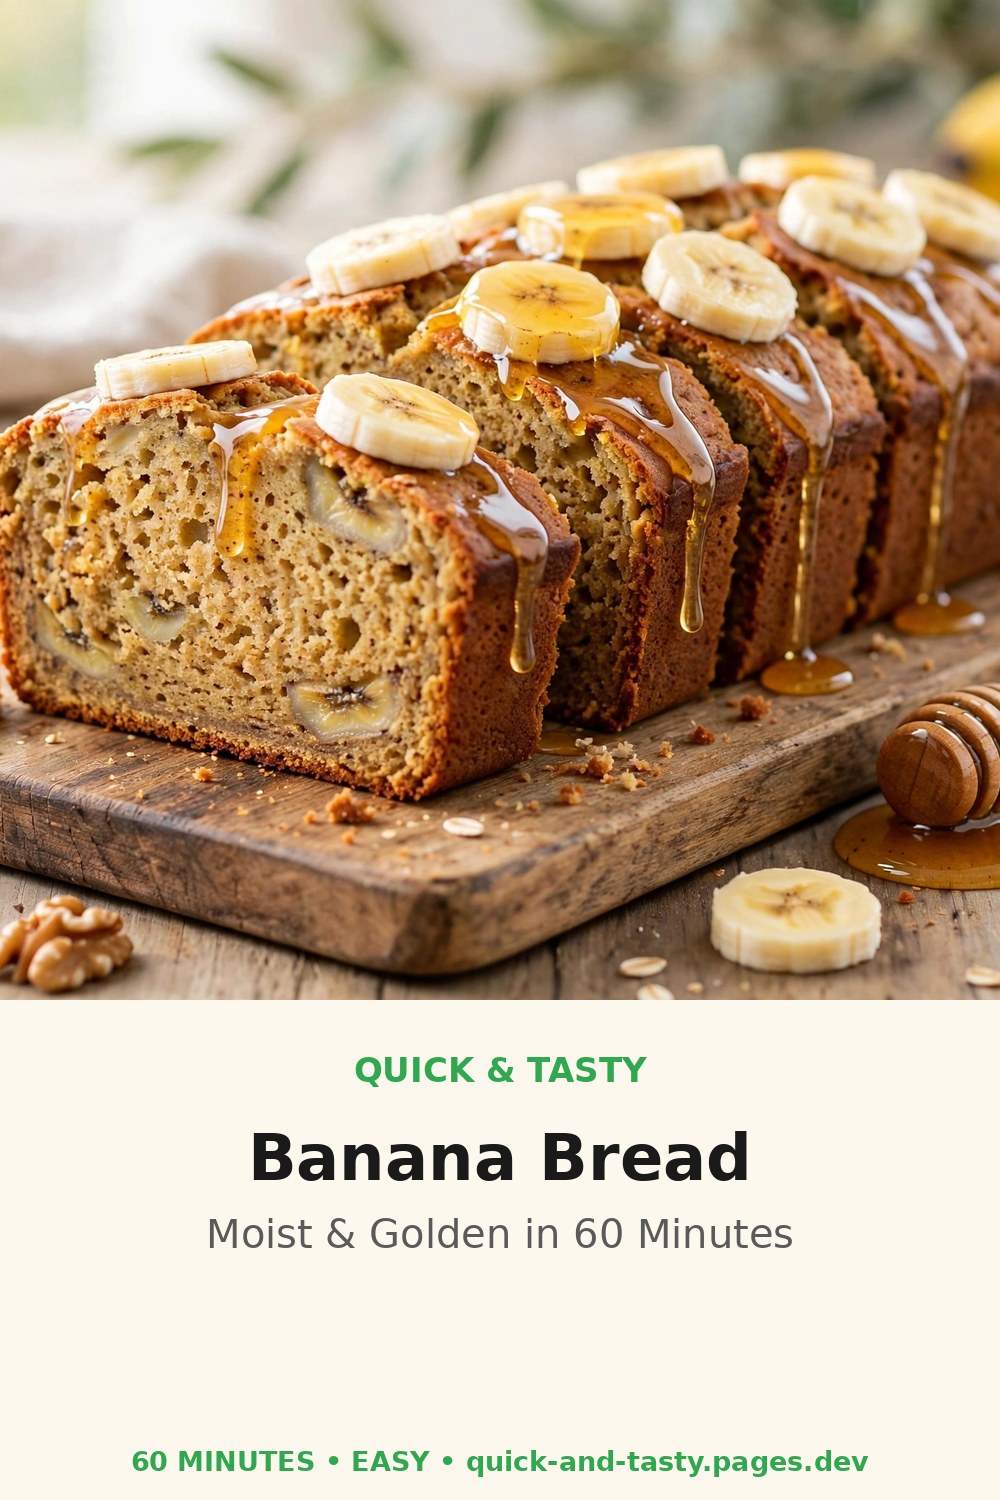 QUICK & TASTY
Banana Bread
Moist & Golden in 60 Minutes
60 MINUTES • EASY • quick-and-tasty.pages.dev